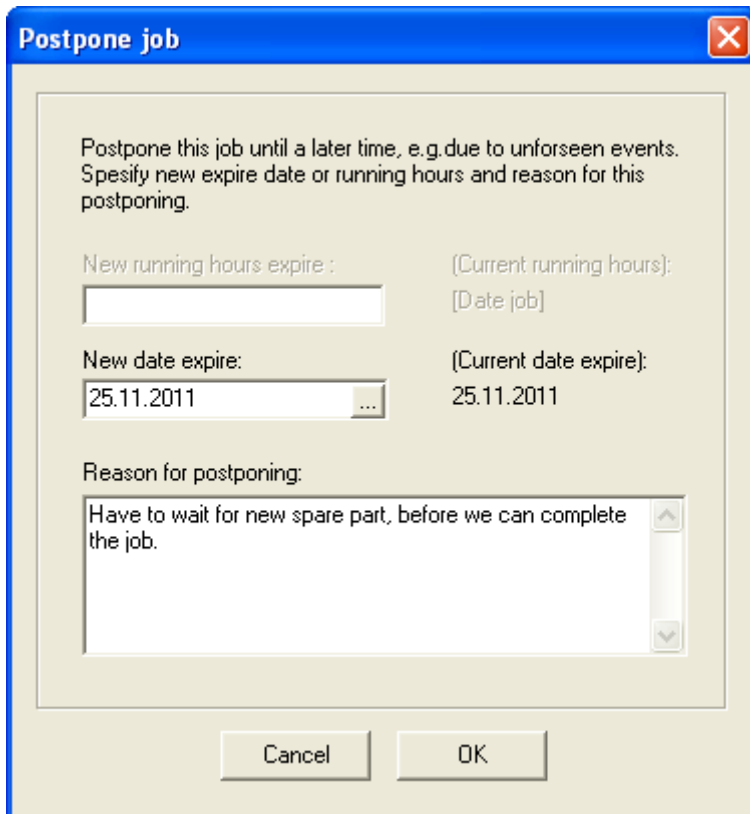 Postpone job
Postpone this job until a later time, e.g.due to unforseen events.
Spesify new expire date or running hours and reason for this
postponing.
New running hours expire :
(Current running hours):
[Date job]
New date expire:
(Current date expire):
25.11.2011
...
25.11.2011
Reason for postponing:
Have to wait for new spare part, before we can complete
the job.
Cancel
OK